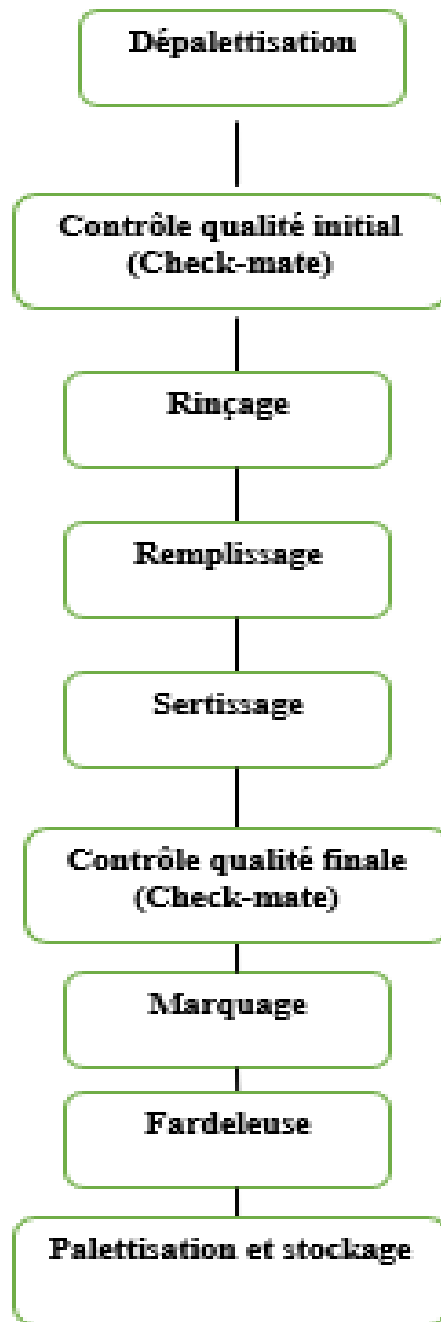 Dépalettisation
Contrôle qualité initial
(Check-mate)
Rinçage
Remplissage
Sertissage
Contrôle qualité finale
(Check-mate)
Marquage
Fardeleuse
Palettisation et stockage